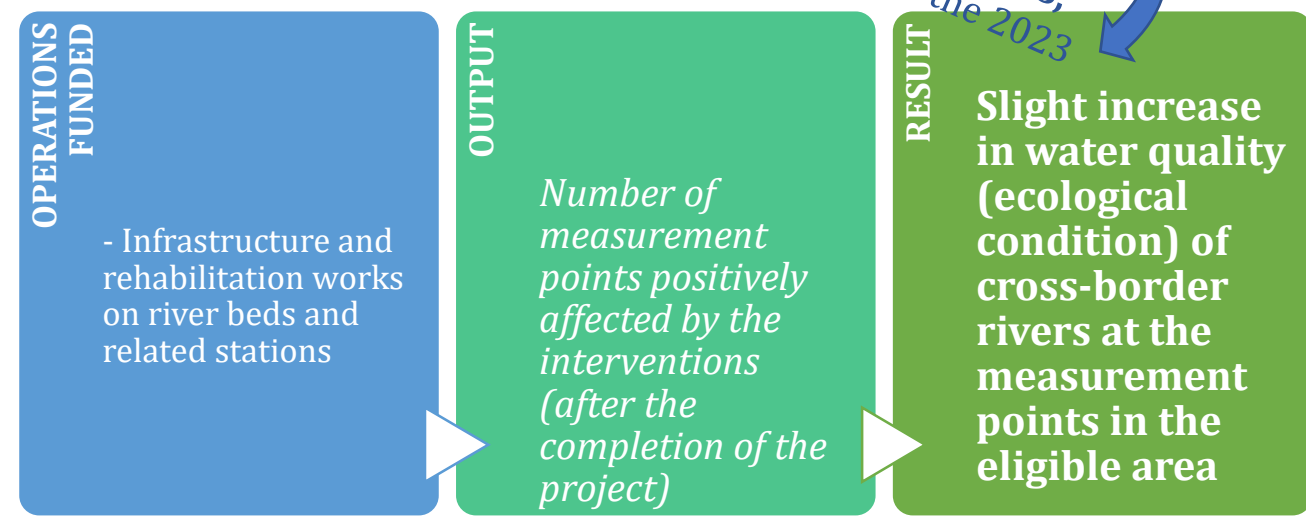 OPERATIONS
FUNDED
- Infrastructure and
rehabilitation works
on river beds and
related stations
OUTPUT
Number of
measurement
points positively
affected by the
interventions
(after the
completion of the
project)
the 2023
RESULT
Slight increase
in water quality
(ecological
condition) of
cross-border
rivers at the
measurement
points in the
eligible area